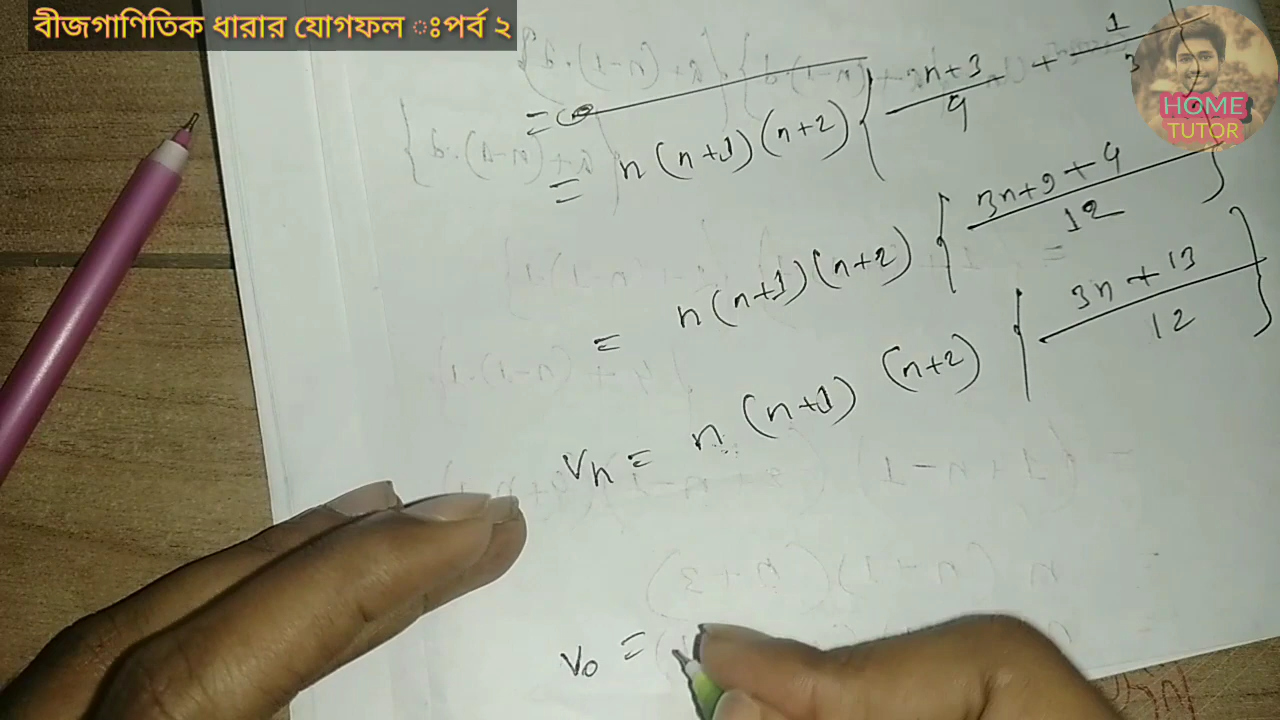 বীজগাণিতিক ধারার যোগফল ঃপর্ব ২
HOME
TUTOR
=
= n(n+1)(n+2){ (n+3)/4 + 1/3 }
= n(n+1)(n+2){ (3n+9+4)/12 }
= n(n+1)(n+2){ (3n+13)/12 }
Vn = n(n+1)(n+2)
V0 =